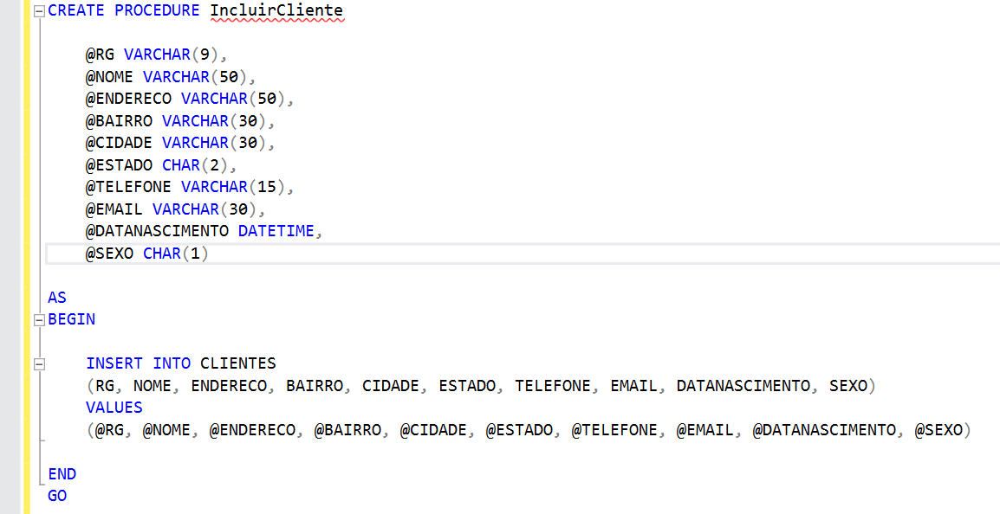 CREATE PROCEDURE IncluirCliente
@RG VARCHAR(9),
@NOME VARCHAR(50),
@ENDERECO VARCHAR(50),
@BAIRRO VARCHAR(30),
@CIDADE VARCHAR(30),
@ESTADO CHAR(2),
@TELEFONE VARCHAR(15),
@EMAIL VARCHAR(30),
@DATANASCIMENTO DATETIME,
@SEXO CHAR(1)
AS
BEGIN
INSERT INTO CLIENTES
(RG, NOME, ENDERECO, BAIRRO, CIDADE, ESTADO, TELEFONE, EMAIL, DATANASCIMENTO, SEXO)
VALUES
(@RG, @NOME, @ENDERECO, @BAIRRO, @CIDADE, @ESTADO, @TELEFONE, @EMAIL, @DATANASCIMENTO, @SEXO)
END
GO